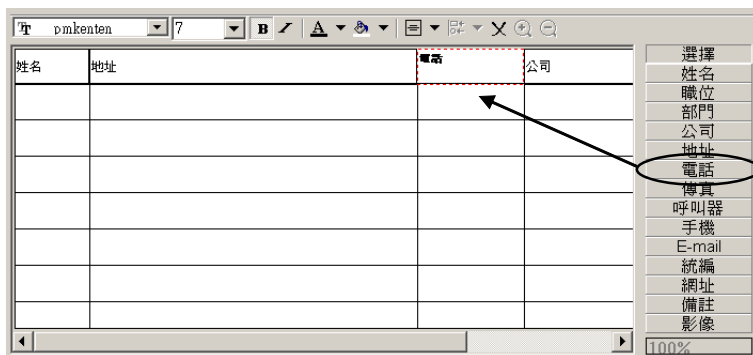 pmkenten 7 B A
姓名 地址 電話 公司
選擇
姓名
職位
部門
公司
地址
電話
傳真
呼叫器
手機
E-mail
統編
網址
備註
影像
100%